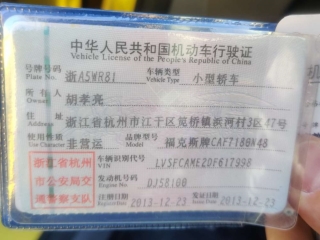 中华人民共和国机动车行驶证
Vehicle License of the People's Republic of China
号牌号码 浙A5WR81 车辆类型 小型轿车
Plate No. Vehicle Type
所有人 胡孝亮
Owner
住址 浙江省杭州市江干区笕桥镇浜河村3区47号
Address
使用性质 非营运 品牌型号 福克斯牌CAF7180N48
Use Character Model
浙江省杭州
市公安局交
通警察支队
车辆识别代号 LVSFCAME2DF617998
VIN
发动机号码 DJ58100
Engine No.
注册日期 2013-12-23 发证日期 2013-12-23